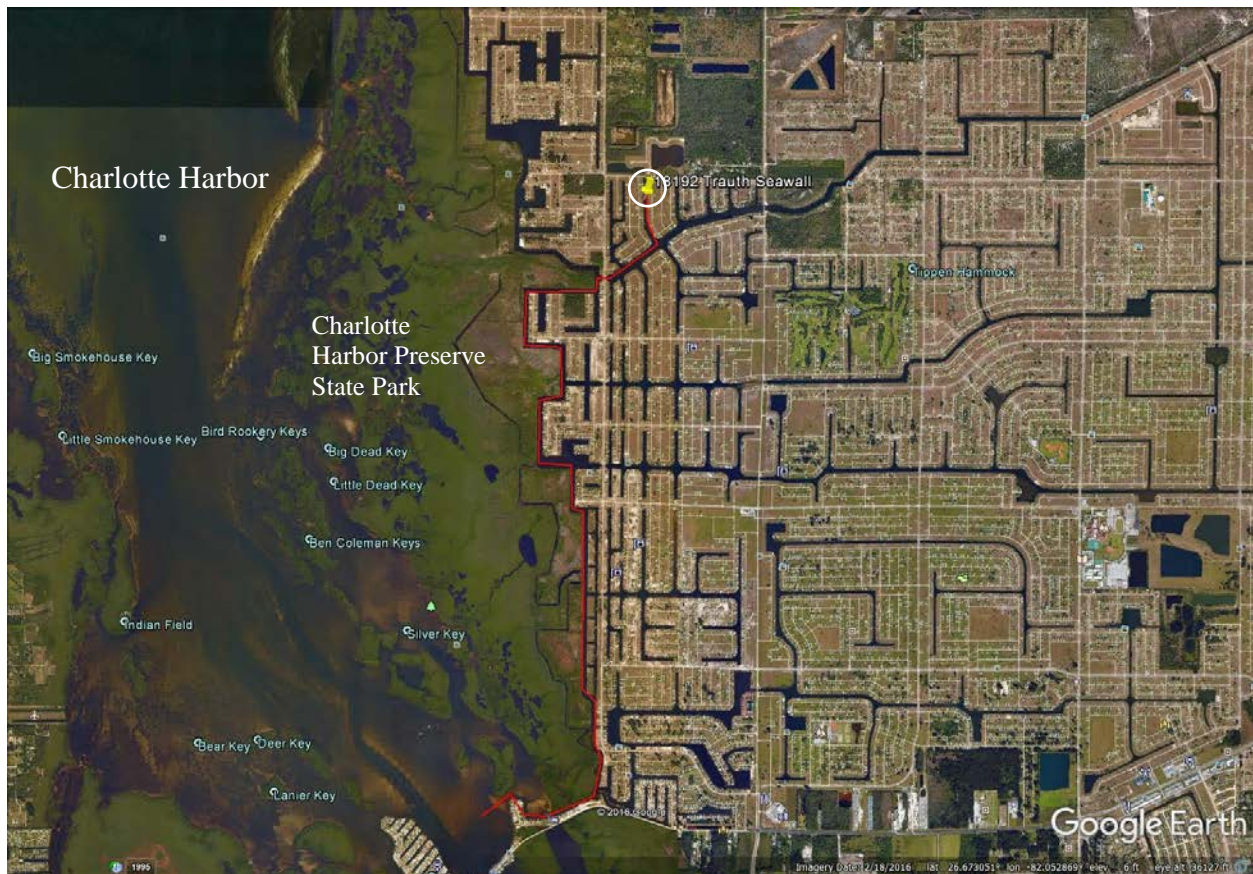 Charlotte Harbor
18192 Trauth Seawall
Tippen Hammock
Charlotte
Harbor Preserve
State Park
Big Smokehouse Key
Little Smokehouse Key
Bird Rookery Keys
Big Dead Key
Little Dead Key
Ben Coleman Keys
Indian Field
Silver Key
Bear Key
Deer Key
Lanier Key
© 2016 Google
Google Earth
1995
Imagery Date: 2/18/2016 lat 26.673051° lon -82.052869° elev 6 ft eye alt 36127 ft